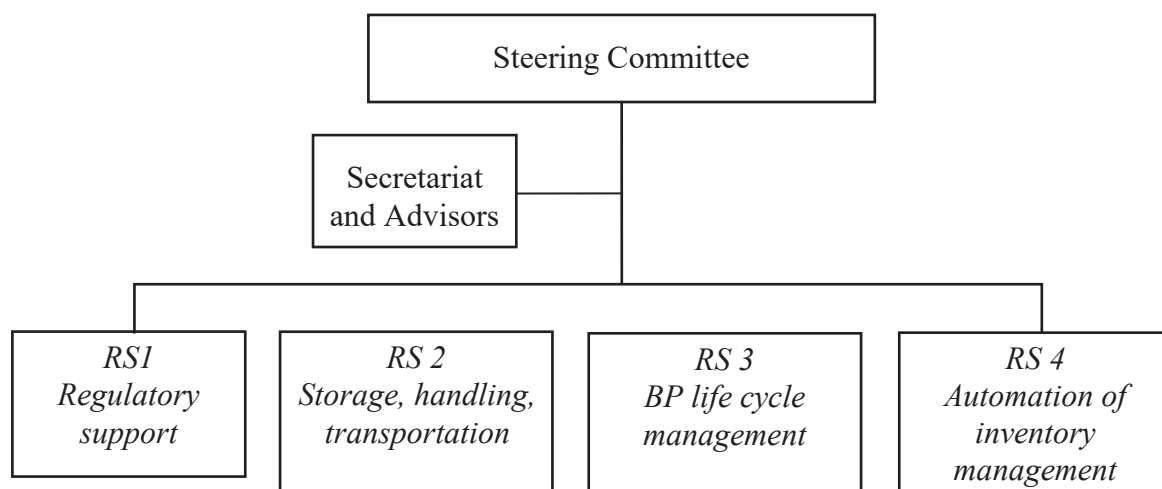 Steering Committee
Secretariat
and Advisors
RS1
Regulatory
support
RS 2
Storage, handling,
transportation
RS 3
BP life cycle
management
RS 4
Automation of
inventory
management